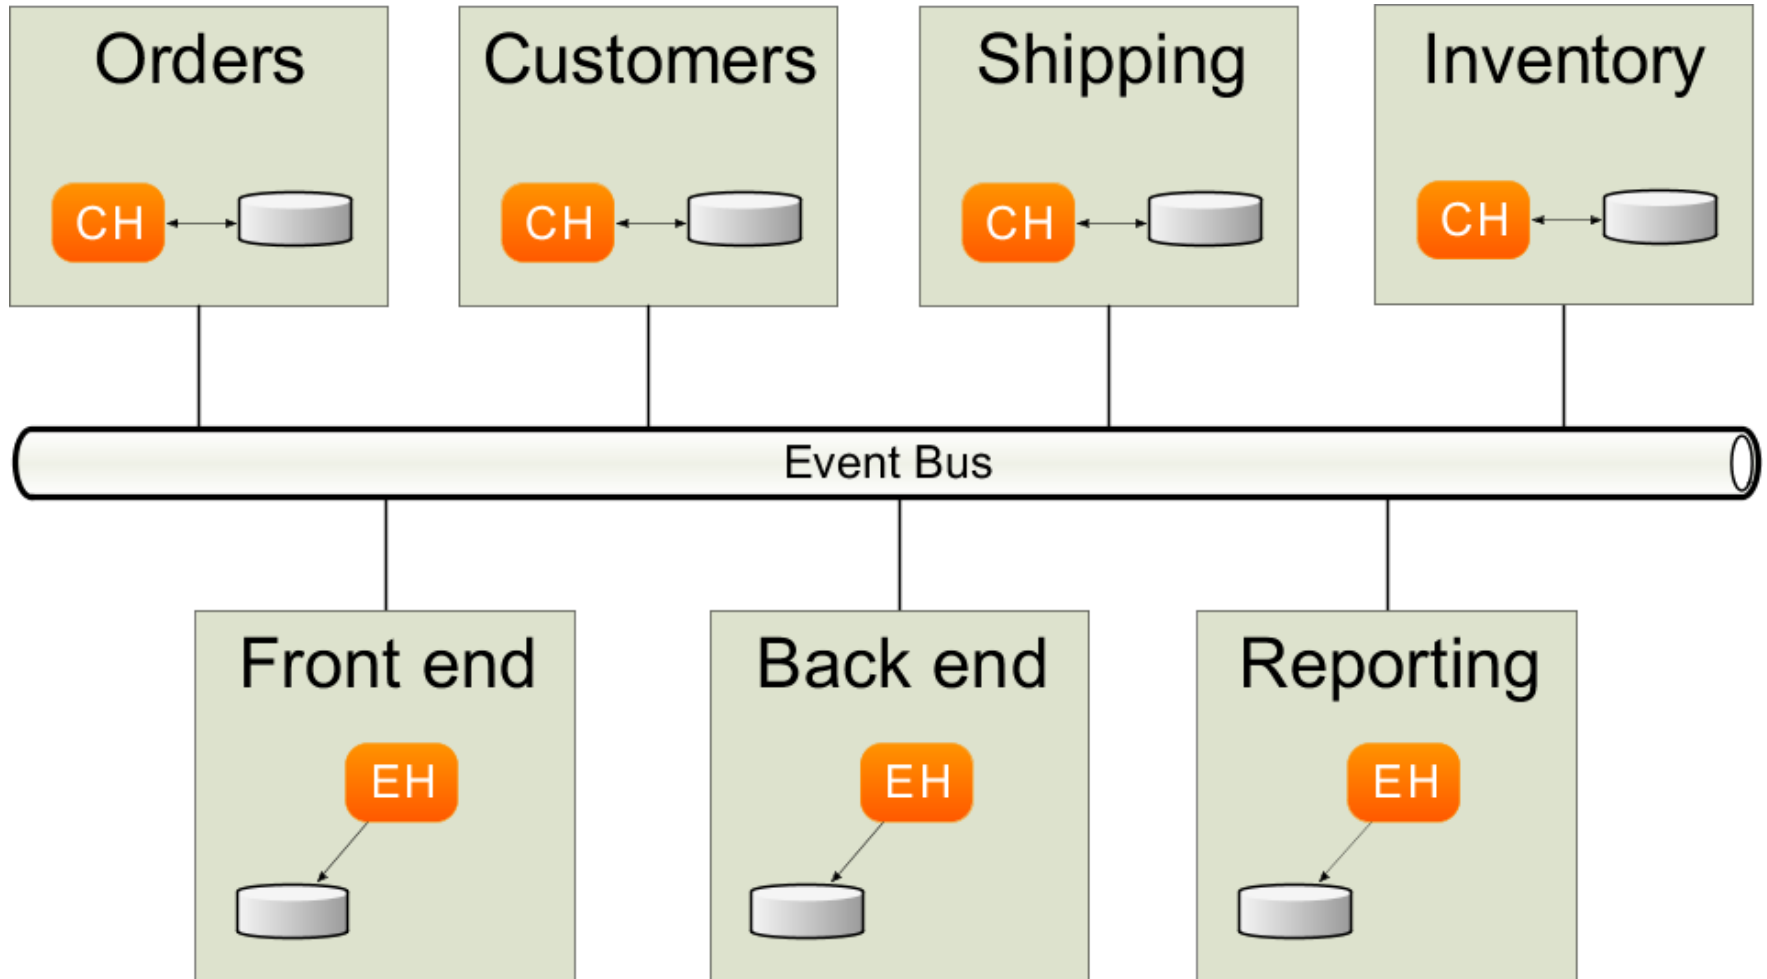 Orders
Customers
Shipping
Inventory
CH
CH
CH
CH
Event Bus
Front end
Back end
Reporting
EH
EH
EH